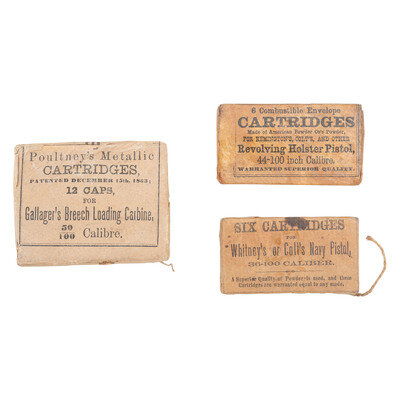 Poultney's Metallic
CARTRIDGES,
PATENTED DECEMBER 15th, 1863;
12 CAPS,
FOR
Gallager's Breech Loading Carbine.
50
100 Calibre.
6 Combustible Envelope
CARTRIDGES
Made of American Powder Co's Powder,
FOR REMINGTON'S, COLT'S, AND OTHER
Revolving Holster Pistol,
44-100 inch Calibre.
WARRANTED SUPERIOR QUALITY.
SIX CARTRIDGES
FOR
Whitney's or Colt's Navy Pistol,
36-100 CALIBER.
A Superior Quality of Powder is used, and these
Cartridges are warranted equal to any made.